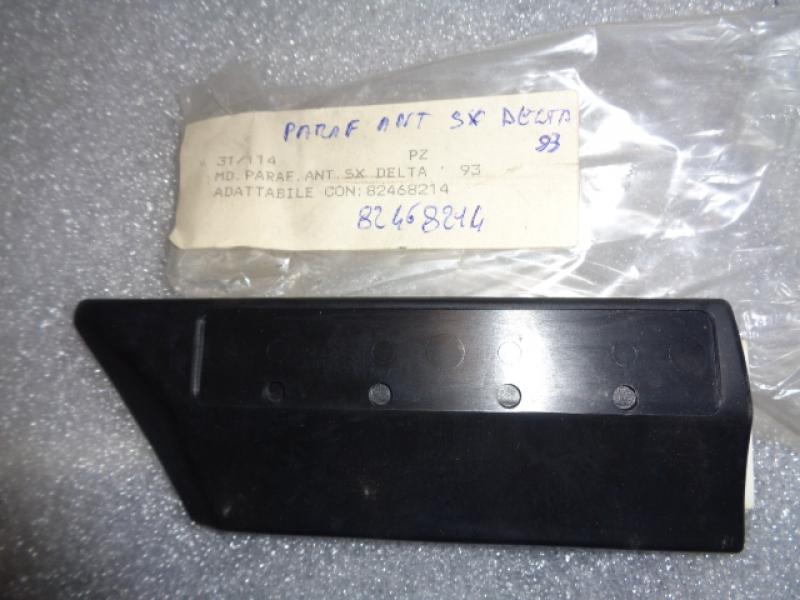 PARAF ANT SX DELTA
93
31/114 PZ
MD. PARAF. ANT. SX DELTA ' 93
ADATTABILE CON: 82468214
82468214